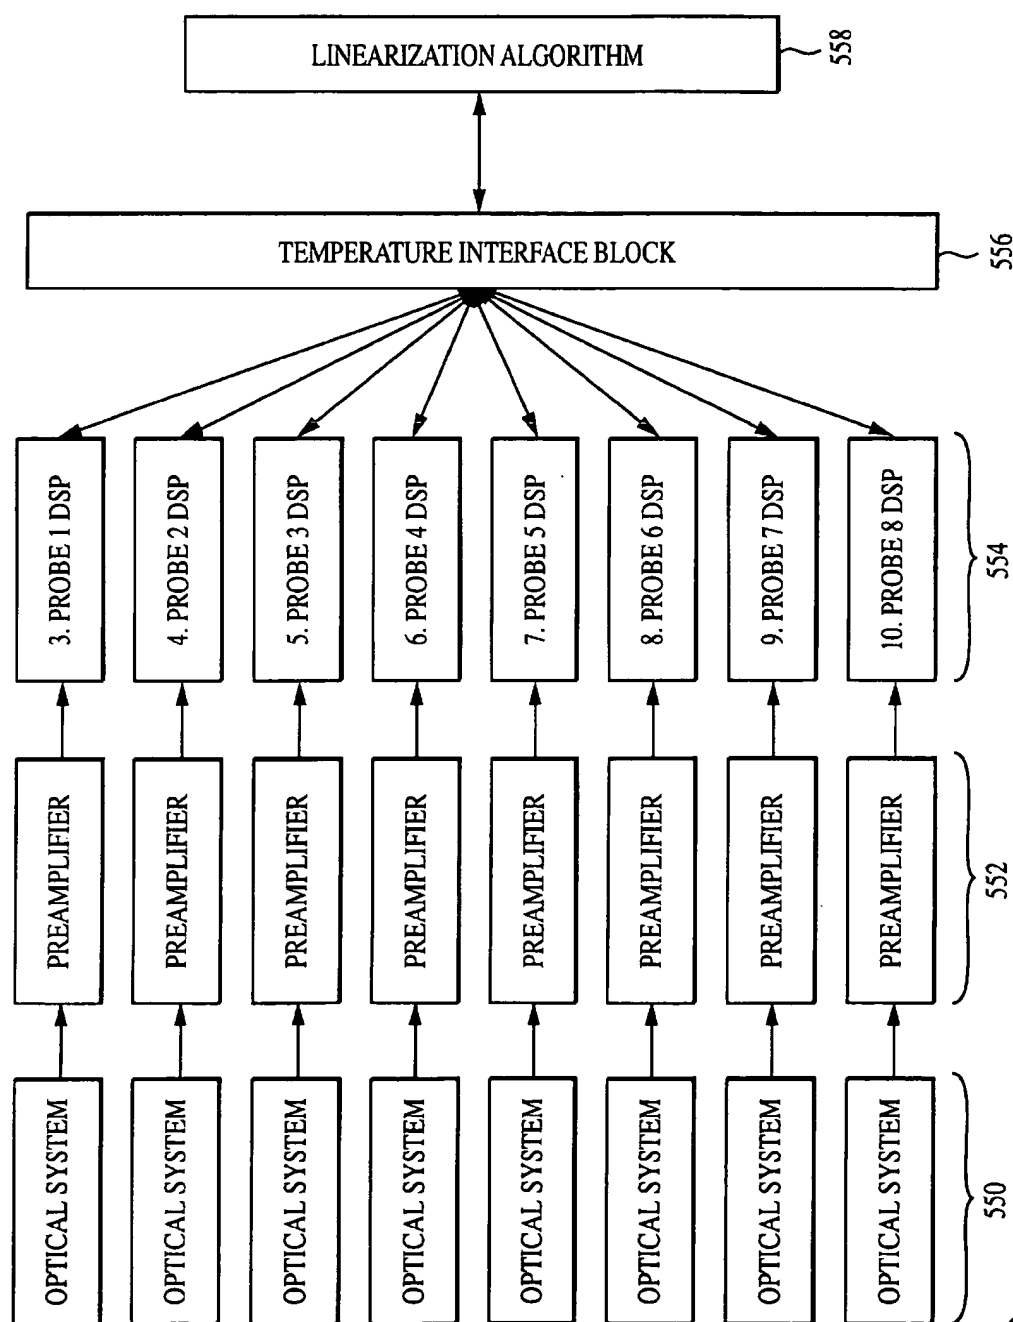 LINEARIZATION ALGORITHM
558
TEMPERATURE INTERFACE BLOCK
556
3. PROBE 1 DSP
4. PROBE 2 DSP
5. PROBE 3 DSP
6. PROBE 4 DSP
7. PROBE 5 DSP
8. PROBE 6 DSP
9. PROBE 7 DSP
10. PROBE 8 DSP
554
PREAMPLIFIER
PREAMPLIFIER
PREAMPLIFIER
PREAMPLIFIER
PREAMPLIFIER
PREAMPLIFIER
PREAMPLIFIER
PREAMPLIFIER
552
OPTICAL SYSTEM
OPTICAL SYSTEM
OPTICAL SYSTEM
OPTICAL SYSTEM
OPTICAL SYSTEM
OPTICAL SYSTEM
OPTICAL SYSTEM
OPTICAL SYSTEM
550